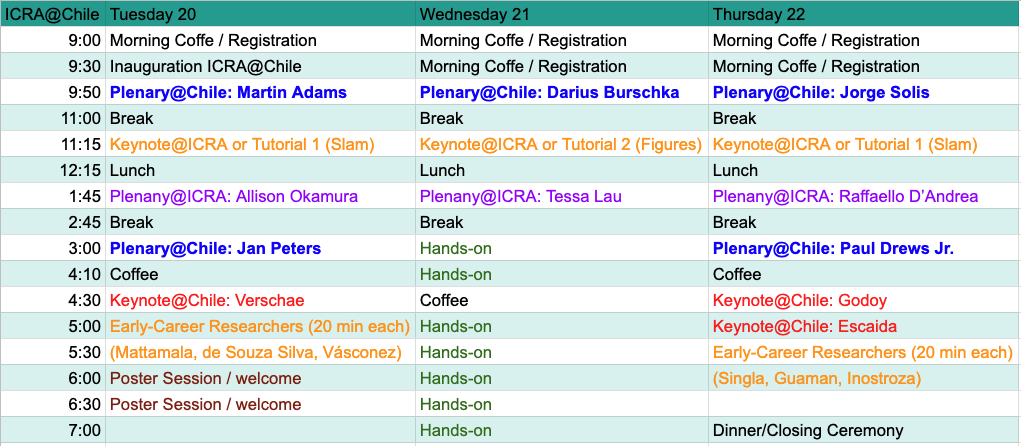 ICRA@Chile Tuesday 20 Wednesday 21 Thursday 22
9:00 Morning Coffe / Registration Morning Coffe / Registration Morning Coffe / Registration
9:30 Inauguration ICRA@Chile Morning Coffe / Registration Morning Coffe / Registration
9:50 Plenary@Chile: Martin Adams Plenary@Chile: Darius Burschka Plenary@Chile: Jorge Solis
11:00 Break Break Break
11:15 Keynote@ICRA or Tutorial 1 (Slam) Keynote@ICRA or Tutorial 2 (Figures) Keynote@ICRA or Tutorial 1 (Slam)
12:15 Lunch Lunch Lunch
1:45 Plenany@ICRA: Allison Okamura Plenany@ICRA: Tessa Lau Plenany@ICRA: Raffaello D'Andrea
2:45 Break Break Break
3:00 Plenary@Chile: Jan Peters Hands-on Plenary@Chile: Paul Drews Jr.
4:10 Coffee Hands-on Coffee
4:30 Keynote@Chile: Verschae Coffee Keynote@Chile: Godoy
5:00 Early-Career Researchers (20 min each) Hands-on Keynote@Chile: Escaida
5:30 (Mattamala, de Souza Silva, Vásconez) Hands-on Early-Career Researchers (20 min each)
6:00 Poster Session / welcome Hands-on (Singla, Guaman, Inostroza)
6:30 Poster Session / welcome Hands-on
7:00 Hands-on Dinner/Closing Ceremony